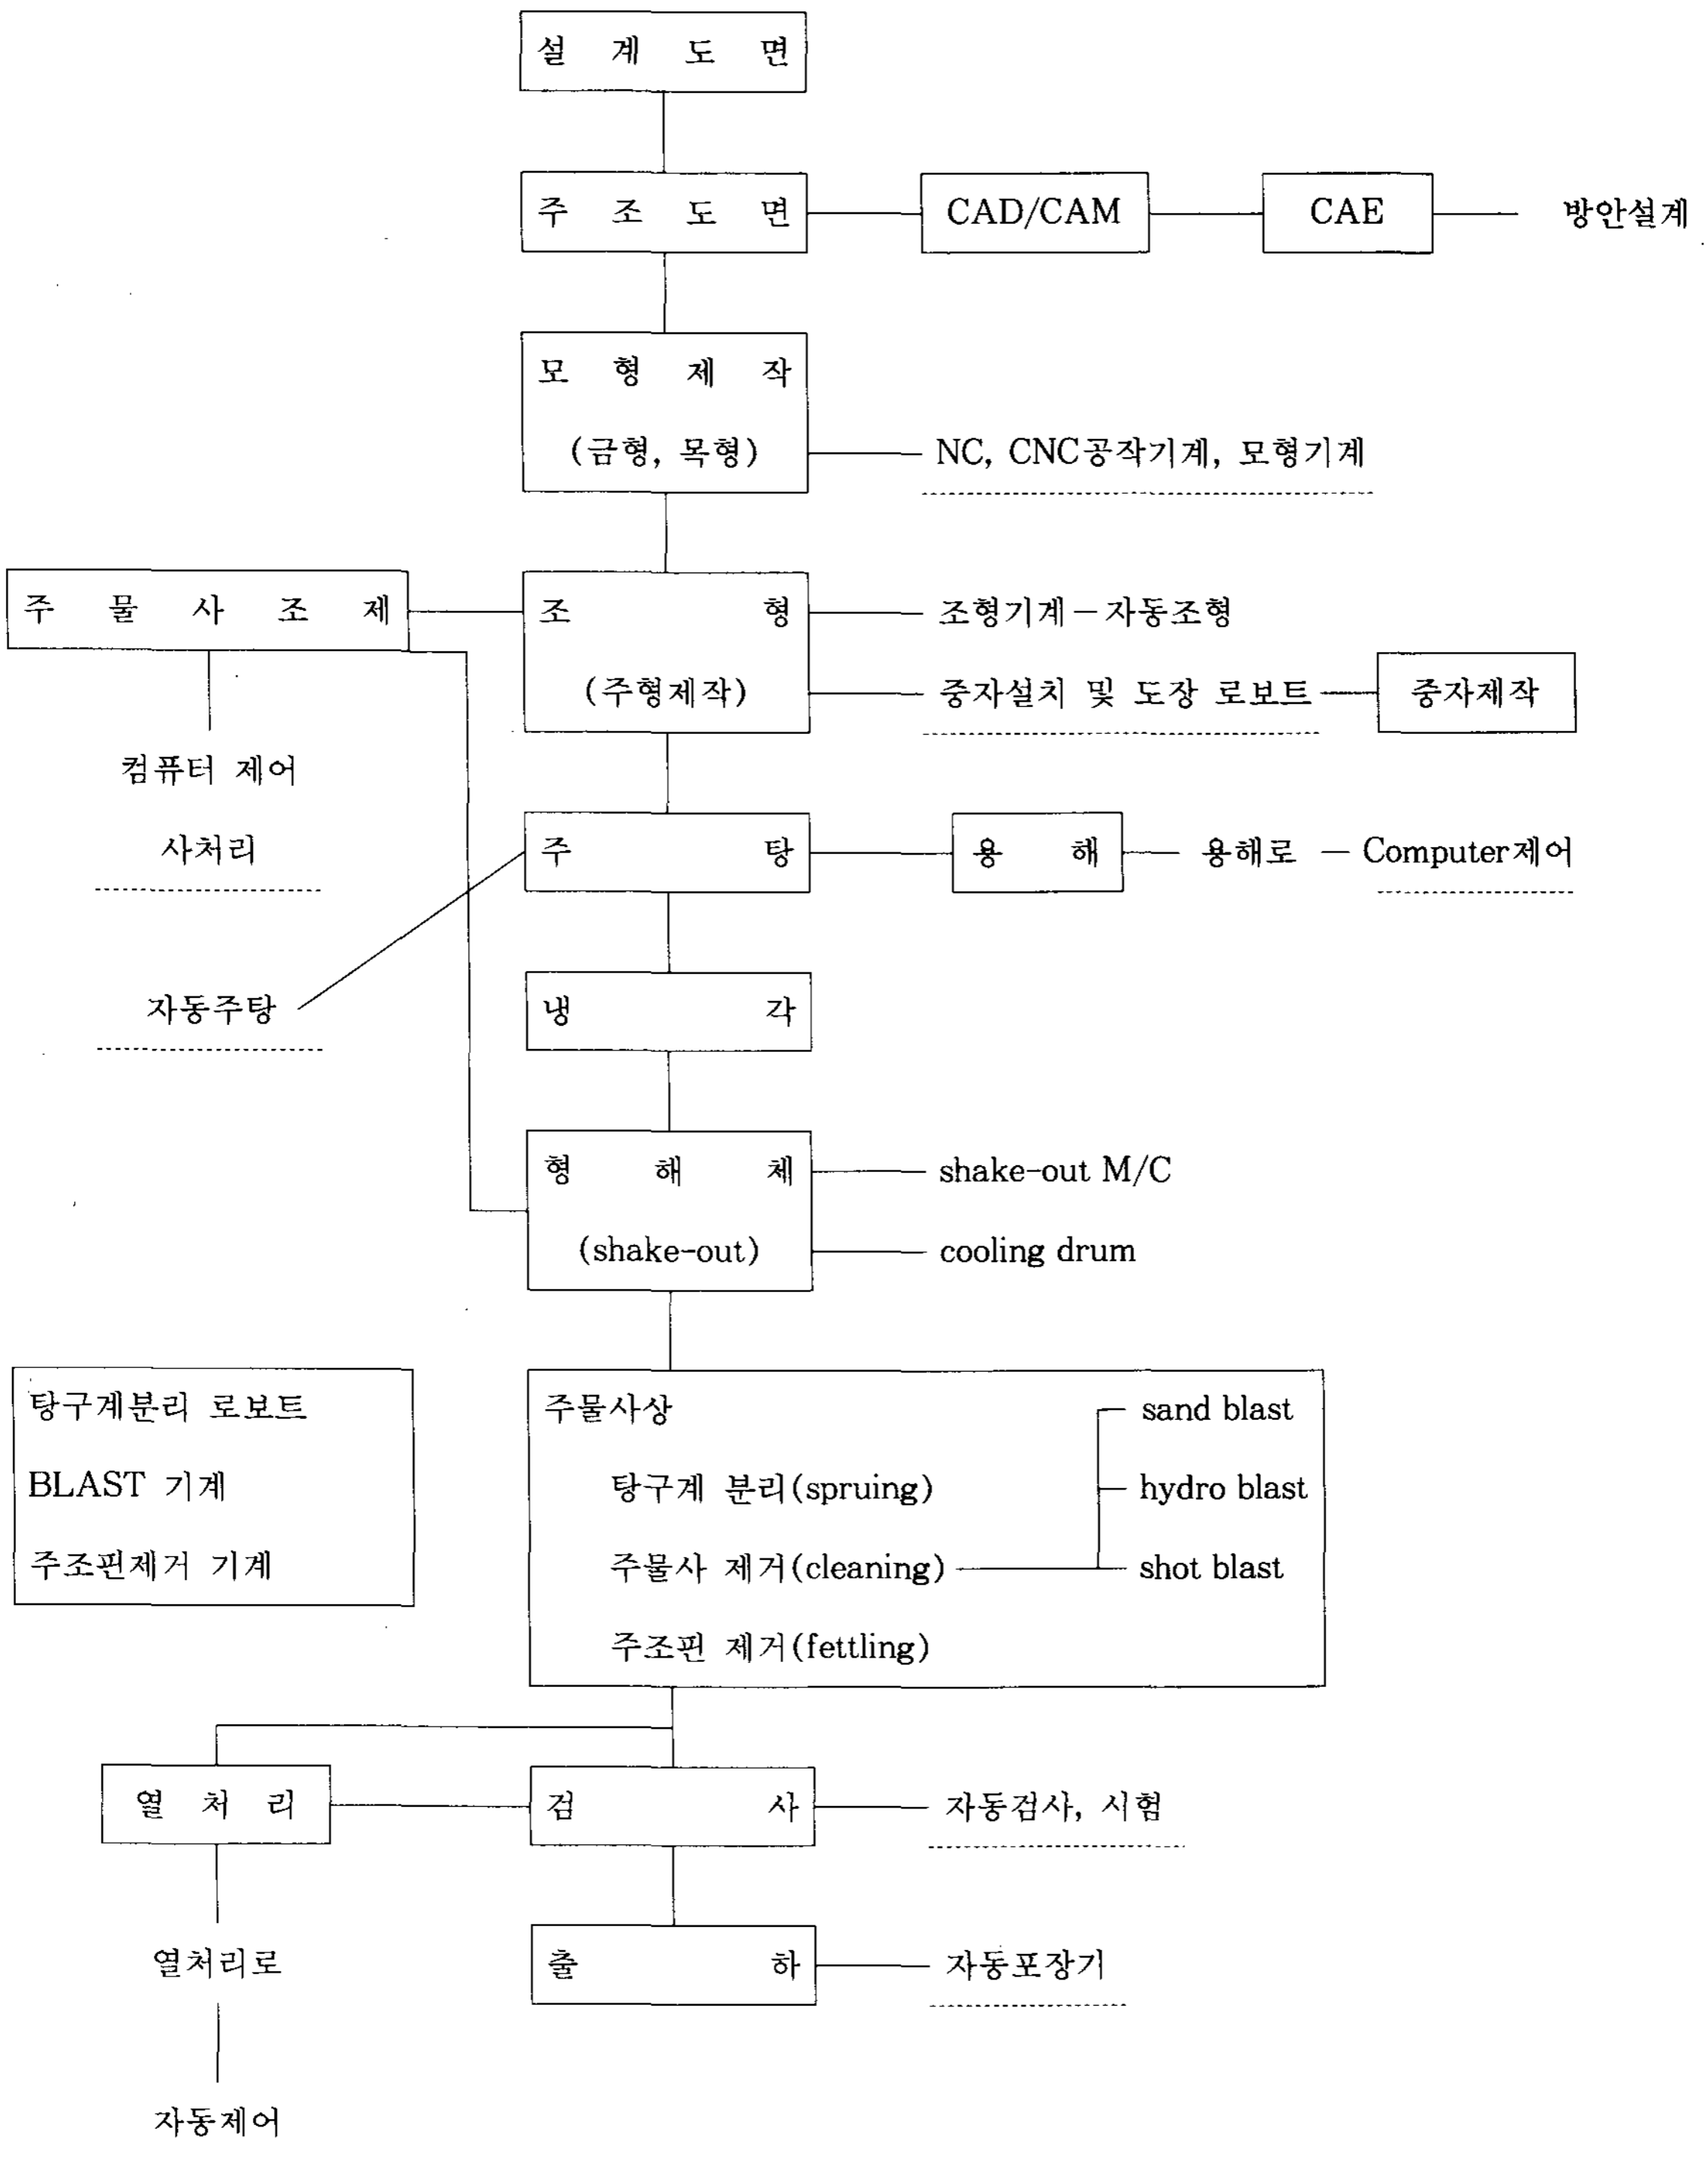 설 계 도 면
주 조 도 면 CAD/CAM CAE 방안설계
모 형 제 작
(금형, 목형) NC, CNC공작기계, 모형기계
주 물 사 조 제 조 형 조형기계－자동조형
(주형제작) 중자설치 및 도장 로보트 중자제작
컴퓨터 제어
사처리 주 탕 용 해 용해로 — Computer제어
자동주탕 냉 각
형 해 체 shake-out M/C
(shake-out) cooling drum
탕구계분리 로보트 주물사상 sand blast
BLAST 기계 탕구계 분리(spruing) hydro blast
주조핀제거 기계 주물사 제거(cleaning) shot blast
주조핀 제거(fettling)
열 처 리 검 사 자동검사, 시험
열처리로 출 하 자동포장기
자동제어